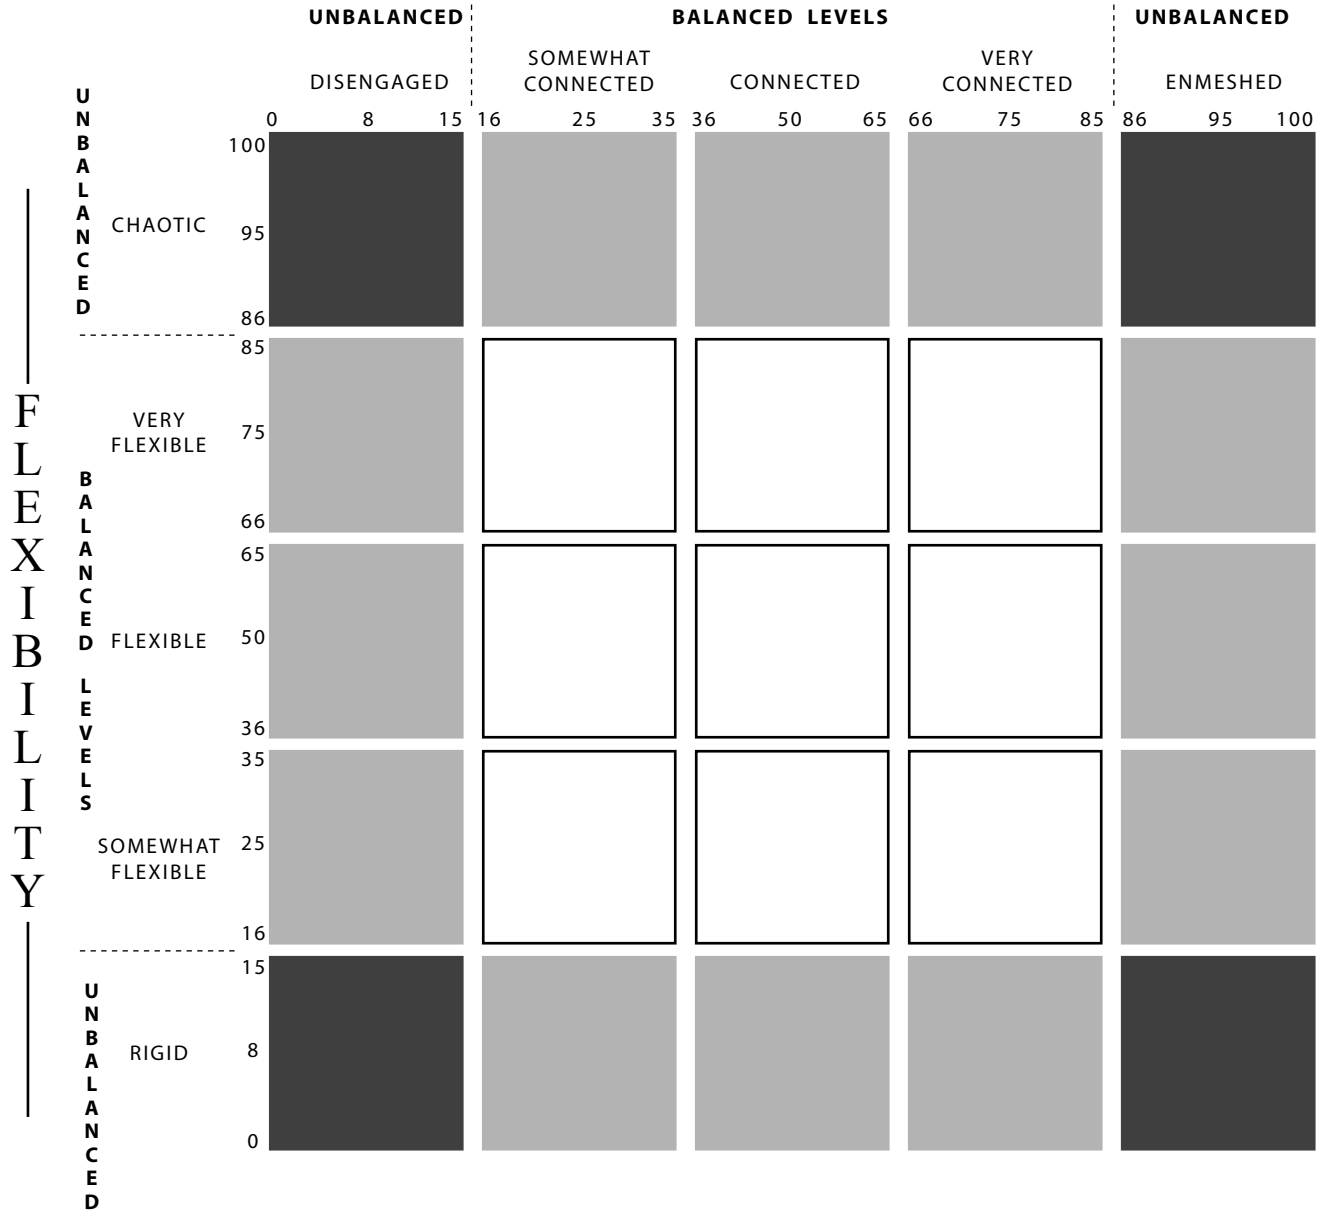 UNBALANCED BALANCED LEVELS UNBALANCED
DISENGAGED
SOMEWHAT
CONNECTED
CONNECTED
VERY
CONNECTED
ENMESHED
0 8 15 16 25 35 36 50 65 66 75 85 86 95 100
FLEXIBILITY
UNBALANCED
CHAOTIC
100
95
86
BALANCED LEVELS
VERY
FLEXIBLE
85
75
66
FLEXIBLE
65
50
36
SOMEWHAT
FLEXIBLE
35
25
16
UNBALANCED
RIGID
15
8
0